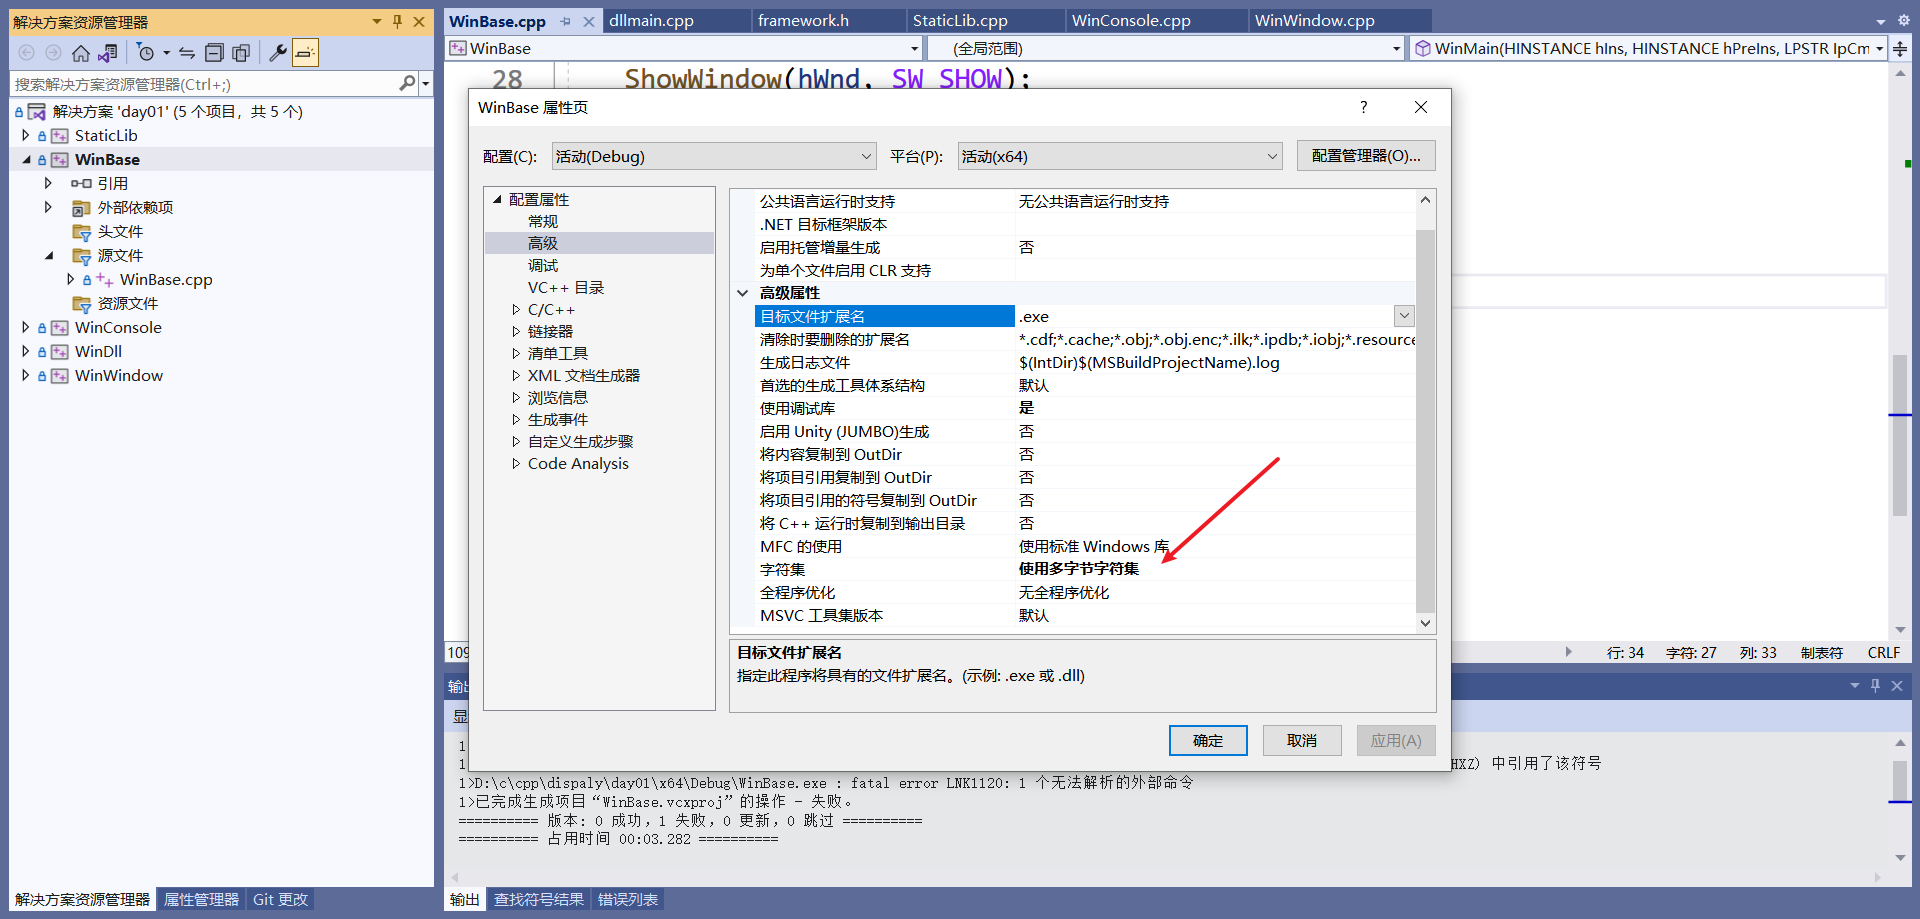 解决方案资源管理器
搜索解决方案资源管理器(Ctrl+;)
解决方案 'day01' (5 个项目，共 5 个)
StaticLib
WinBase
引用
外部依赖项
头文件
源文件
WinBase.cpp
资源文件
WinConsole
WinDll
WinWindow
解决方案资源管理器 属性管理器 Git 更改
WinBase.cpp dllmain.cpp framework.h StaticLib.cpp WinConsole.cpp WinWindow.cpp
WinBase (全局范围) WinMain(HINSTANCE hIns, HINSTANCE hPreIns, LPSTR lpCm
28 ShowWindow(hWnd, SW_SHOW);
WinBase 属性页 ?
配置(C): 活动(Debug) 平台(P): 活动(x64) 配置管理器(O)...
配置属性
常规
高级
调试
VC++ 目录
C/C++
链接器
清单工具
XML 文档生成器
浏览信息
生成事件
自定义生成步骤
Code Analysis
公共语言运行时支持 无公共语言运行时支持
.NET 目标框架版本
启用托管增量生成 否
为单个文件启用 CLR 支持
高级属性
目标文件扩展名 .exe
清除时要删除的扩展名 *.cdf;*.cache;*.obj;*.obj.enc;*.ilk;*.ipdb;*.iobj;*.resource
生成日志文件 $(IntDir)$(MSBuildProjectName).log
首选的生成工具体系结构 默认
使用调试库 是
启用 Unity (JUMBO)生成 否
将内容复制到 OutDir 否
将项目引用复制到 OutDir 否
将项目引用的符号复制到 OutDir 否
将 C++ 运行时复制到输出目录 否
MFC 的使用 使用标准 Windows 库
字符集 使用多字节字符集
全程序优化 无全程序优化
MSVC 工具集版本 默认
目标文件扩展名
指定此程序将具有的文件扩展名。(示例: .exe 或 .dll)
确定 取消 应用(A)
109 行: 34 字符: 27 列: 33 制表符 CRLF
输出
显
1
1 HXZ) 中引用了该符号
1>D:\c\cpp\dispaly\day01\x64\Debug\WinBase.exe : fatal error LNK1120: 1 个无法解析的外部命令
1>已完成生成项目“WinBase.vcxproj”的操作 - 失败。
========== 版本: 0 成功，1 失败，0 更新，0 跳过 ==========
========== 占用时间 00:03.282 ==========
输出 查找符号结果 错误列表